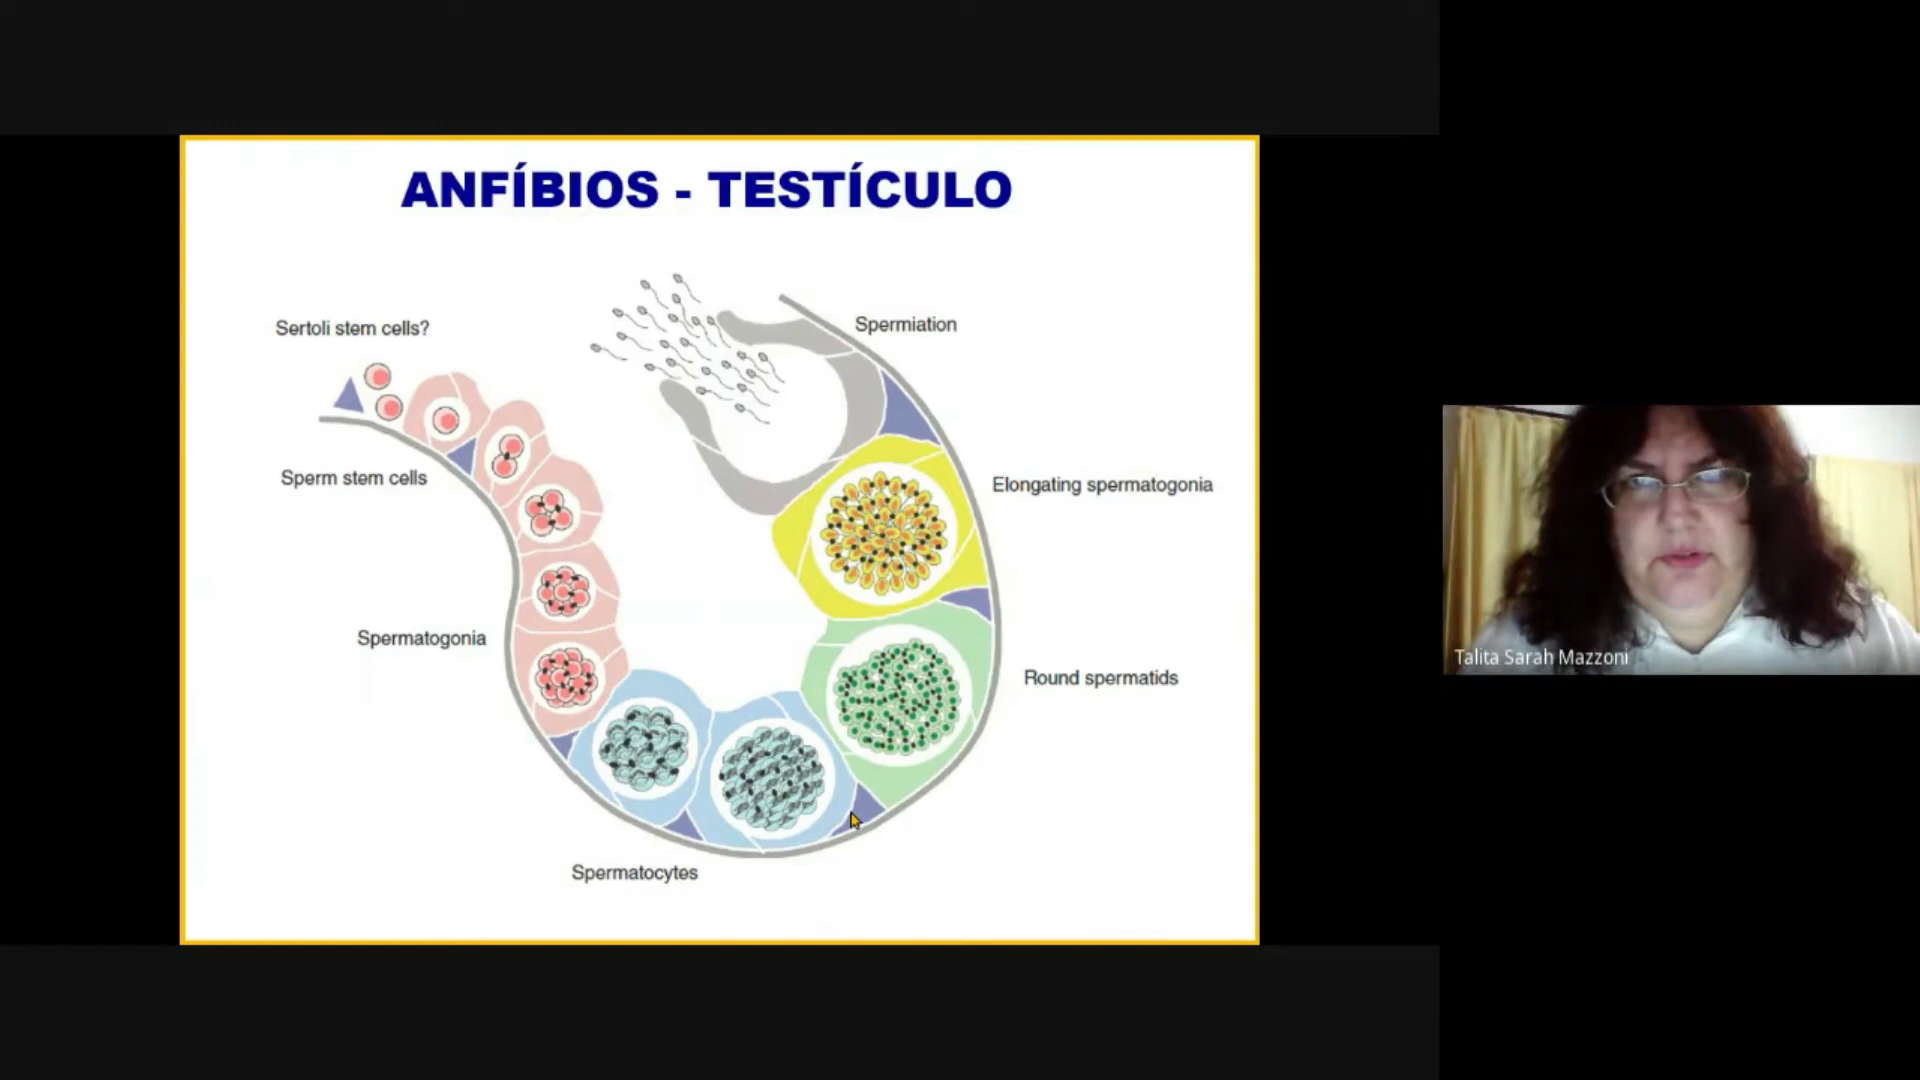 ANFÍBIOS - TESTÍCULO
Sertoli stem cells?
Spermiation
Sperm stem cells
Elongating spermatogonia
Spermatogonia
Round spermatids
Spermatocytes
Talita Sarah Mazzoni